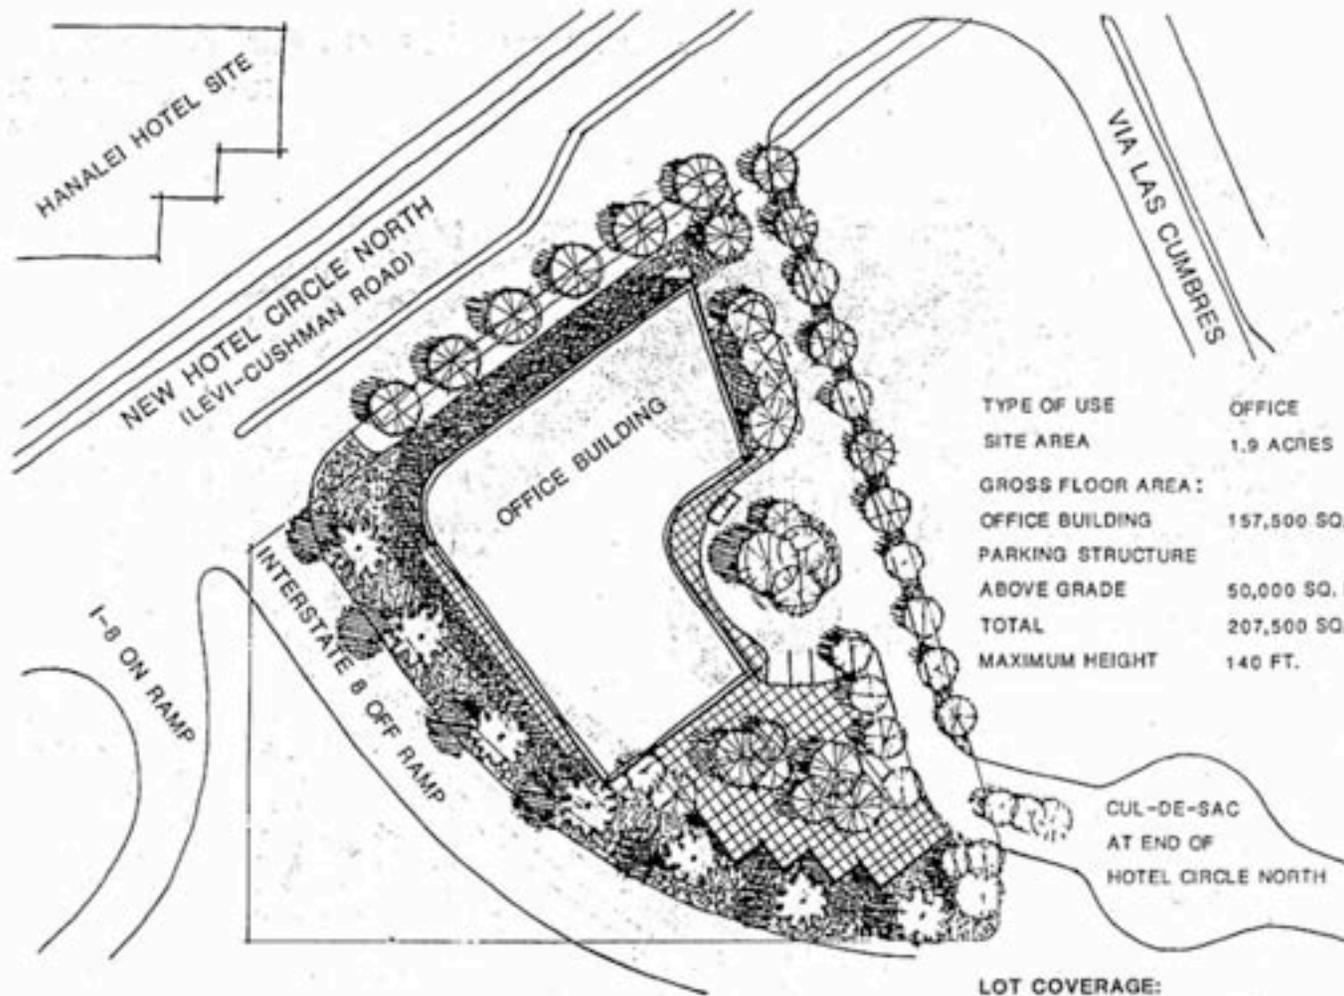 HANALEI HOTEL SITE
NEW HOTEL CIRCLE NORTH
(LEVI-CUSHMAN ROAD)
VIA LAS CUMBRES
OFFICE BUILDING
INTERSTATE 8 OFF RAMP
I-8 ON RAMP
TYPE OF USE OFFICE
SITE AREA 1.9 ACRES
GROSS FLOOR AREA:
OFFICE BUILDING 157,500 SQ.
PARKING STRUCTURE
ABOVE GRADE 50,000 SQ.
TOTAL 207,500 SQ.
MAXIMUM HEIGHT 140 FT.
CUL-DE-SAC
AT END OF
HOTEL CIRCLE NORTH
LOT COVERAGE: